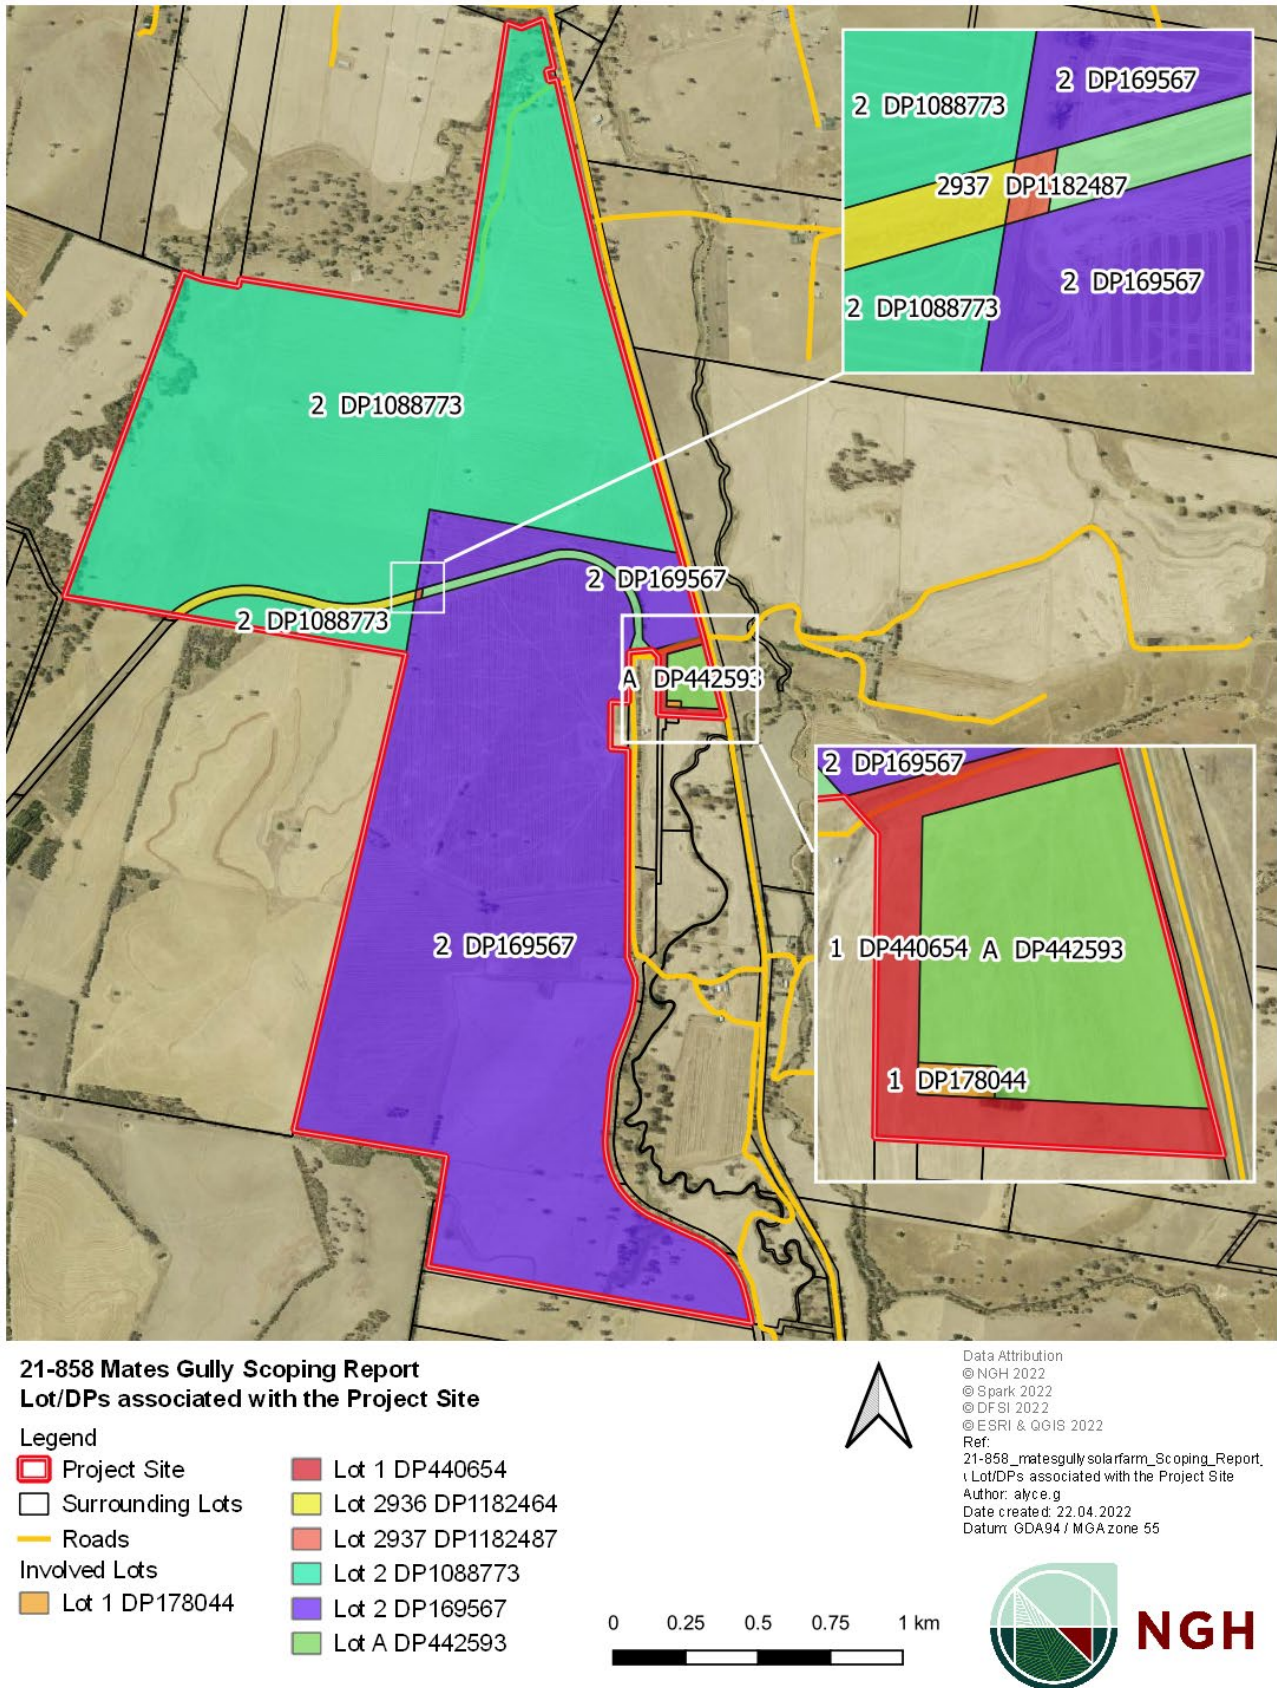 2 DP169567
2 DP1088773
2937 DP1182487
2 DP169567
2 DP1088773
2 DP1088773
2 DP169567
2 DP1088773
A DP442593
2 DP169567
1 DP440654 A DP442593
2 DP169567
1 DP178044
21-858 Mates Gully Scoping Report
Lot/DPs associated with the Project Site
Legend
Project Site
Surrounding Lots
Roads
Involved Lots
Lot 1 DP178044
Lot 1 DP440654
Lot 2936 DP1182464
Lot 2937 DP1182487
Lot 2 DP1088773
Lot 2 DP169567
Lot A DP442593
0 0.25 0.5 0.75 1 km
Data Attribution
© NGH 2022
© Spark 2022
© DFSI 2022
© ESRI & QGIS 2022
Ref:
21-858_matesgullysolarfarm_Scoping_Report_
Lot/DPs associated with the Project Site
Author: alyce.g
Date created: 22.04.2022
Datum: GDA94 / MGA zone 55
NGH